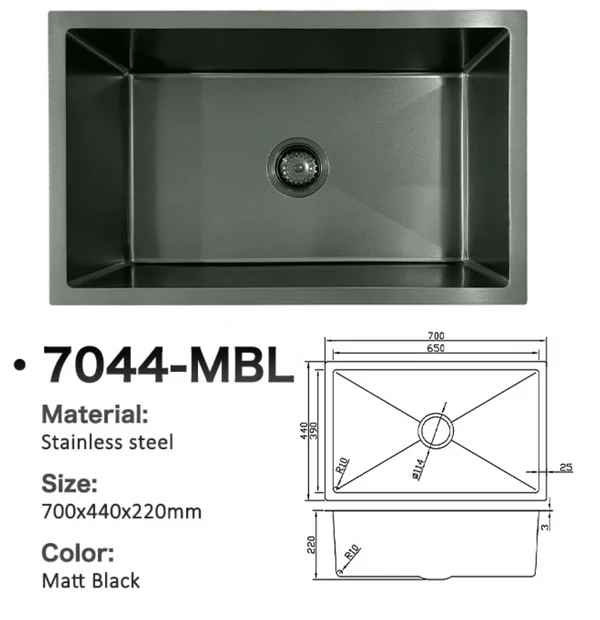 • 7044-MBL
Material:
Stainless steel
Size:
700x440x220mm
Color:
Matt Black
700
650
440
390
R10
ø114
25
3
220
R10